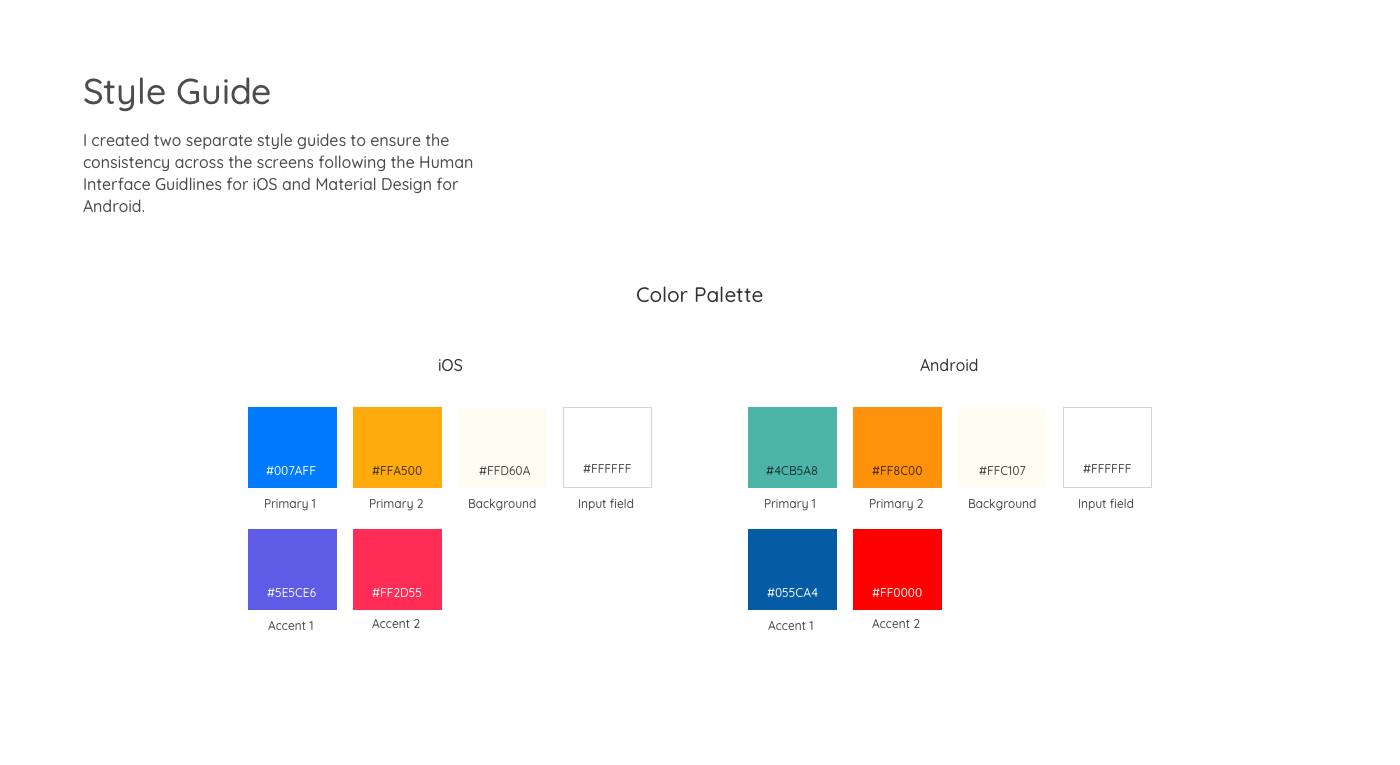 Style Guide
I created two separate style guides to ensure the
consistency across the screens following the Human
Interface Guidlines for iOS and Material Design for
Android.
Color Palette
iOS
#007AFF
#FFA500
#FFD60A
#FFFFFF
Primary 1
Primary 2
Background
Input field
#5E5CE6
#FF2D55
Accent 1
Accent 2
Android
#4CB5A8
#FF8C00
#FFC107
#FFFFFF
Primary 1
Primary 2
Background
Input field
#055CA4
#FF0000
Accent 1
Accent 2